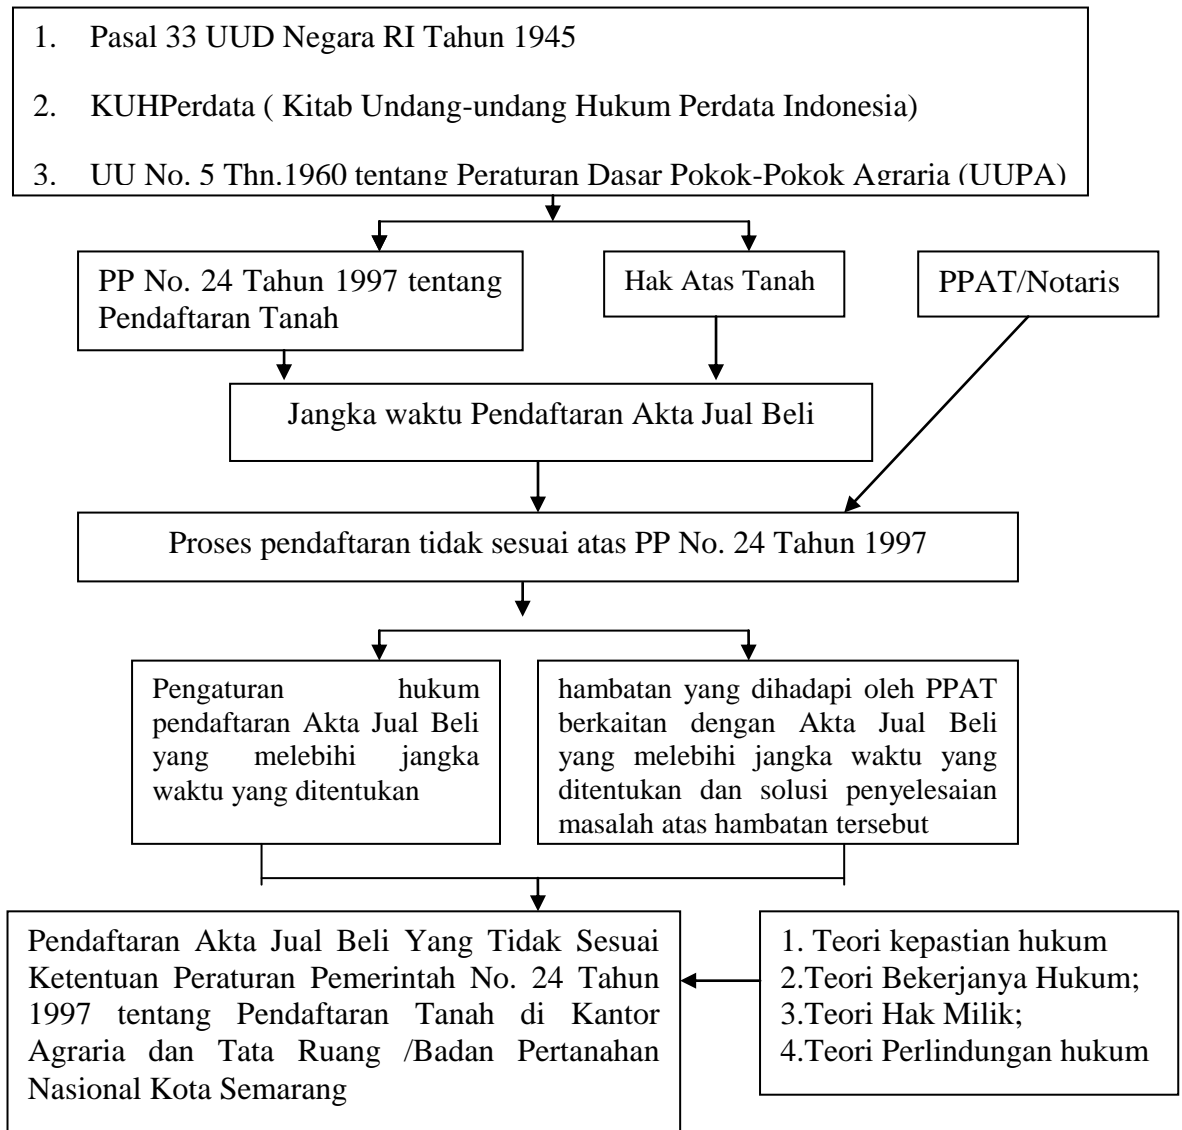 1. Pasal 33 UUD Negara RI Tahun 1945
2. KUHPerdata ( Kitab Undang-undang Hukum Perdata Indonesia)
3. UU No. 5 Thn.1960 tentang Peraturan Dasar Pokok-Pokok Agraria (UUPA)
PP No. 24 Tahun 1997 tentang
Pendaftaran Tanah
Hak Atas Tanah
PPAT/Notaris
Jangka waktu Pendaftaran Akta Jual Beli
Proses pendaftaran tidak sesuai atas PP No. 24 Tahun 1997
Pengaturan hukum
pendaftaran Akta Jual Beli
yang melebihi jangka
waktu yang ditentukan
hambatan yang dihadapi oleh PPAT
berkaitan dengan Akta Jual Beli
yang melebihi jangka waktu yang
ditentukan dan solusi penyelesaian
masalah atas hambatan tersebut
Pendaftaran Akta Jual Beli Yang Tidak Sesuai
Ketentuan Peraturan Pemerintah No. 24 Tahun
1997 tentang Pendaftaran Tanah di Kantor
Agraria dan Tata Ruang /Badan Pertanahan
Nasional Kota Semarang
1. Teori kepastian hukum
2.Teori Bekerjanya Hukum;
3.Teori Hak Milik;
4.Teori Perlindungan hukum